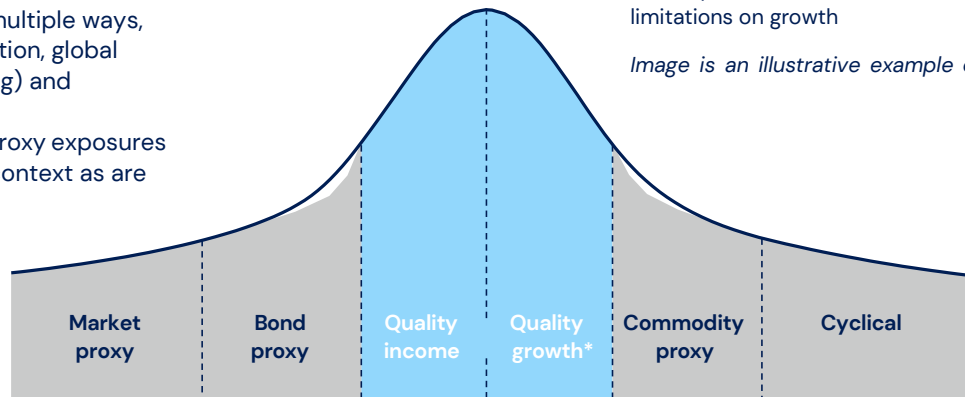 multiple ways,
tion, global
g) and
roxy exposures
ontext as are
limitations on growth
Image is an illustrative example
Market
proxy
Bond
proxy
Quality
income
Quality
growth*
Commodity
proxy
Cyclical